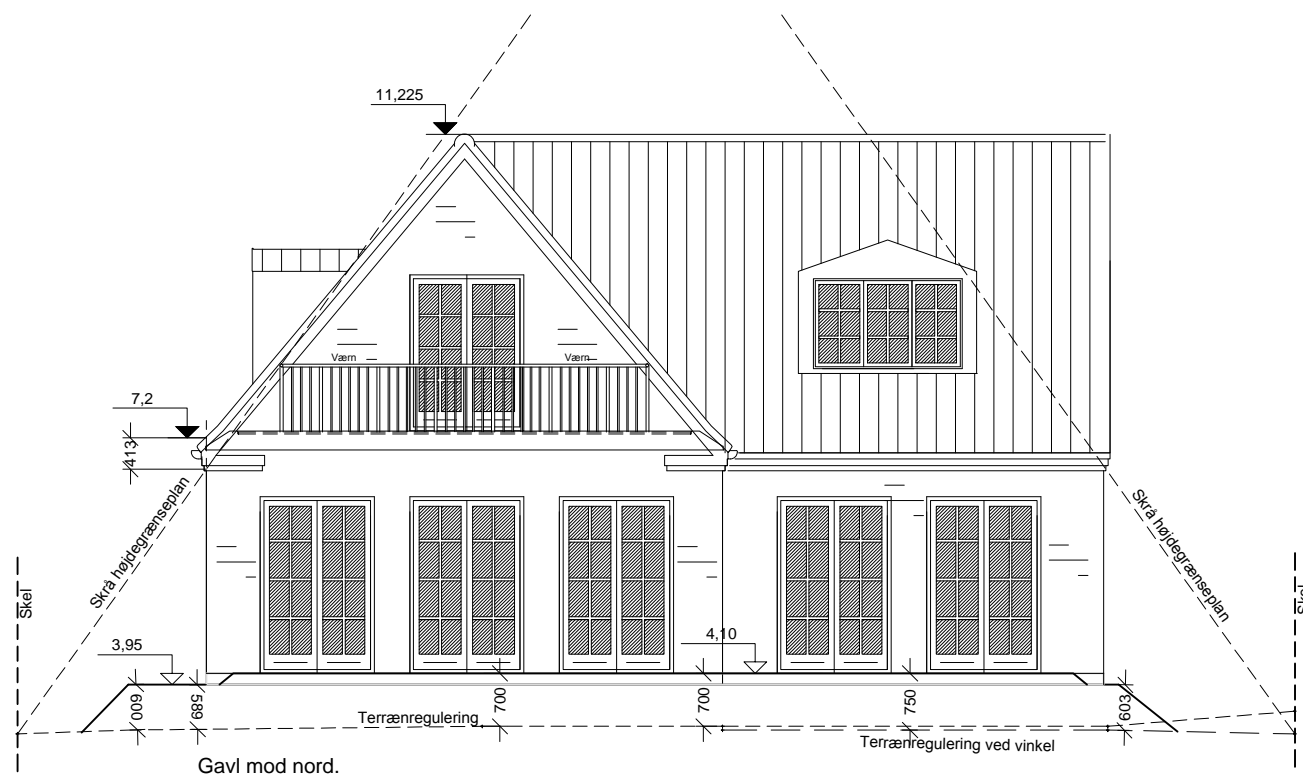 11,225
Værn
Værn
7,2
413
Skrå højdegrænseplan
Skrå højdegrænseplan
Skel
Skel
3,95
4,10
600
589
700
700
750
603
Terrænregulering
Terrænregulering ved vinkel
Gavl mod nord.